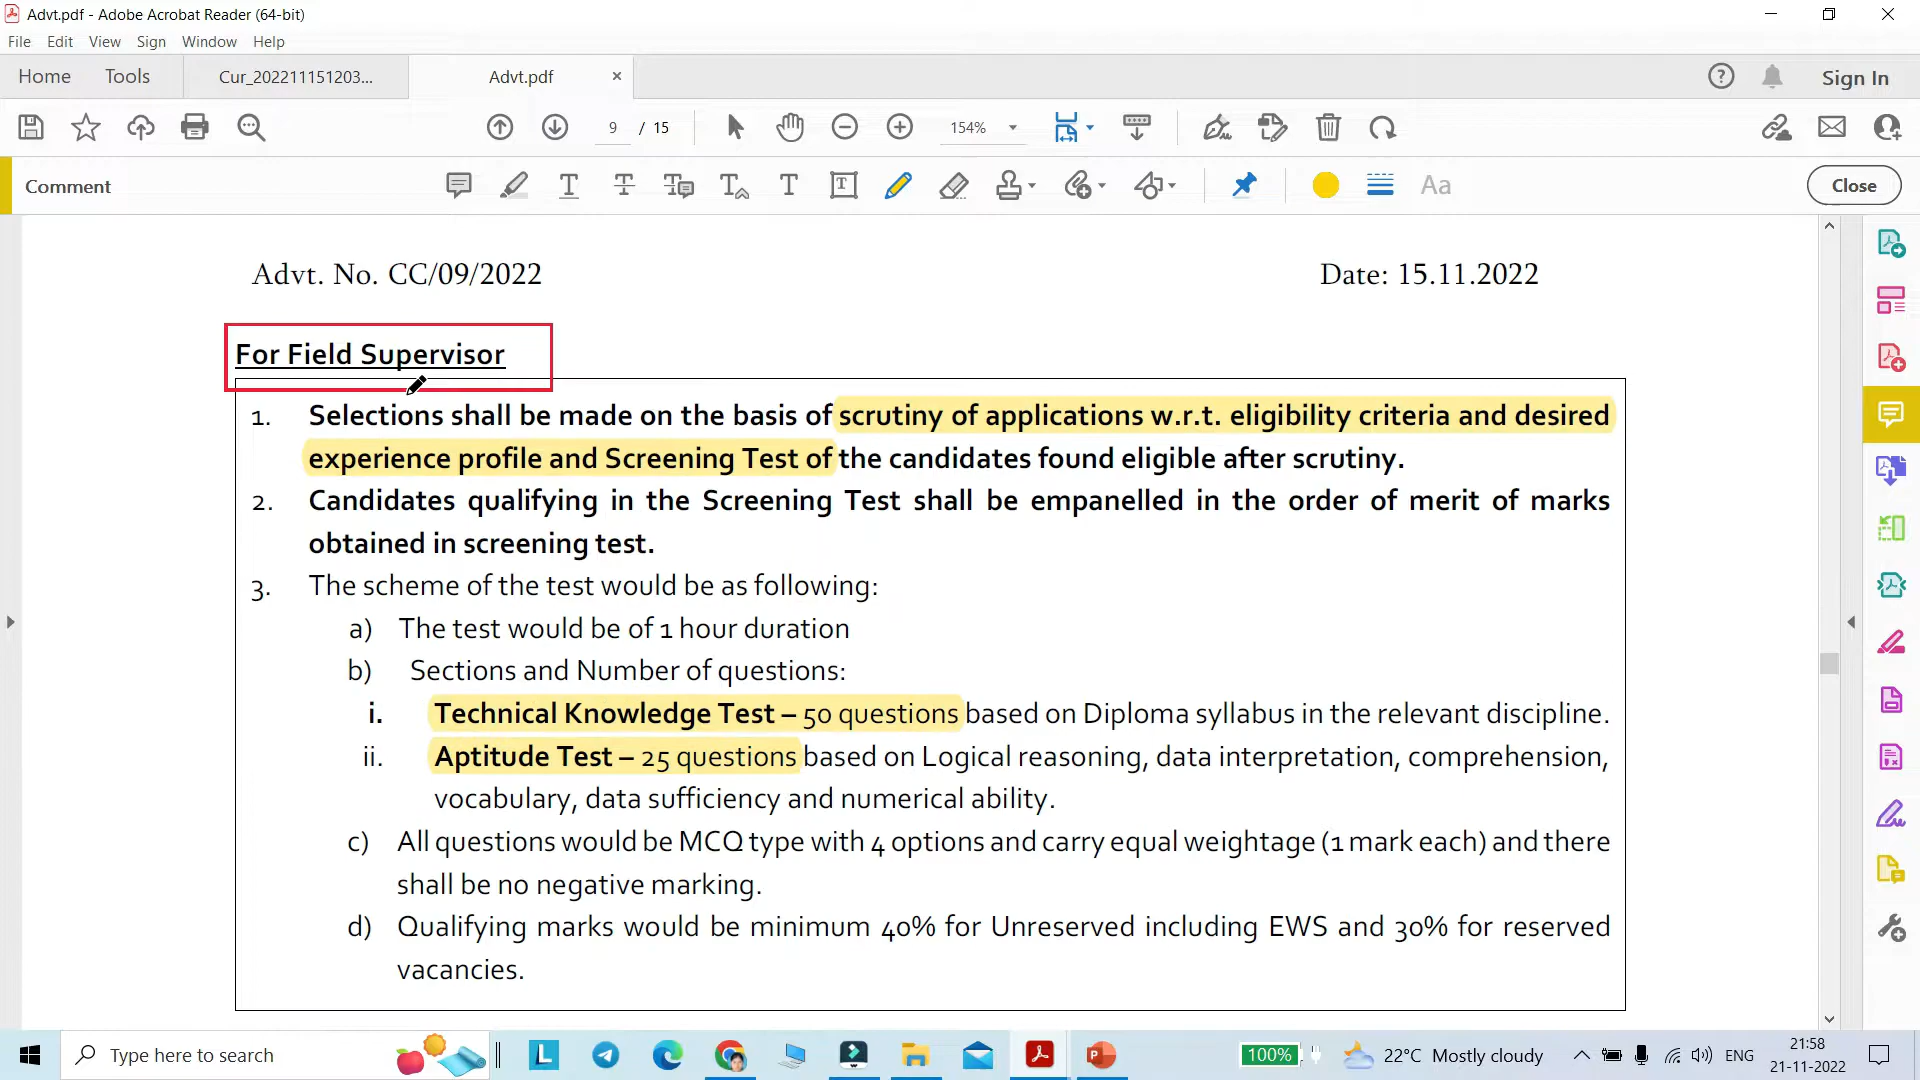 Advt.pdf - Adobe Acrobat Reader (64-bit)
File Edit View Sign Window Help
Home Tools Cur_202211151203... Advt.pdf × Sign In
9 / 15 154%
Comment Aa Close
Advt. No. CC/09/2022 Date: 15.11.2022
For Field Supervisor
1. Selections shall be made on the basis of scrutiny of applications w.r.t. eligibility criteria and desired
experience profile and Screening Test of the candidates found eligible after scrutiny.
2. Candidates qualifying in the Screening Test shall be empanelled in the order of merit of marks
obtained in screening test.
3. The scheme of the test would be as following:
a) The test would be of 1 hour duration
b) Sections and Number of questions:
i. Technical Knowledge Test – 50 questions based on Diploma syllabus in the relevant discipline.
ii. Aptitude Test – 25 questions based on Logical reasoning, data interpretation, comprehension,
vocabulary, data sufficiency and numerical ability.
c) All questions would be MCQ type with 4 options and carry equal weightage (1 mark each) and there
shall be no negative marking.
d) Qualifying marks would be minimum 40% for Unreserved including EWS and 30% for reserved
vacancies.
Type here to search 100% 22°C Mostly cloudy ENG 21:58
21-11-2022